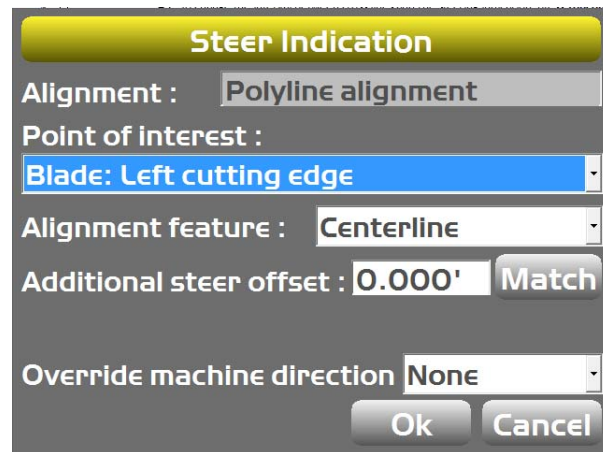 Steer Indication
Alignment : Polyline alignment
Point of interest :
Blade: Left cutting edge
Alignment feature : Centerline
Additional steer offset : 0.000' Match
Override machine direction None
Ok Cancel